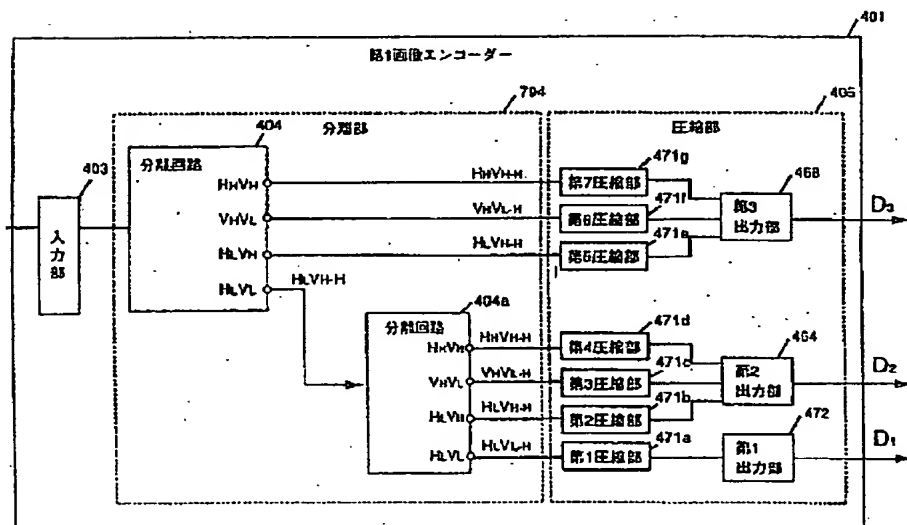 401
第1画像エンコーダー
794
405
分離部
圧縮部
404
分離回路
403
入力部
HHVH
VHVL
HLVH
HLVL
HHVH-H
VHVL-H
HLVH-H
HLVH-H
471g
第7圧縮部
471f
第6圧縮部
471e
第5圧縮部
468
第3出力部
D3
404a
分離回路
HHVH
VHVL
HLVH
HLVL
HHVH-H
VHVL-H
HLVH-H
HLVL-H
471d
第4圧縮部
471c
第3圧縮部
471b
第2圧縮部
471a
第1圧縮部
464
第2出力部
D2
472
第1出力部
D1